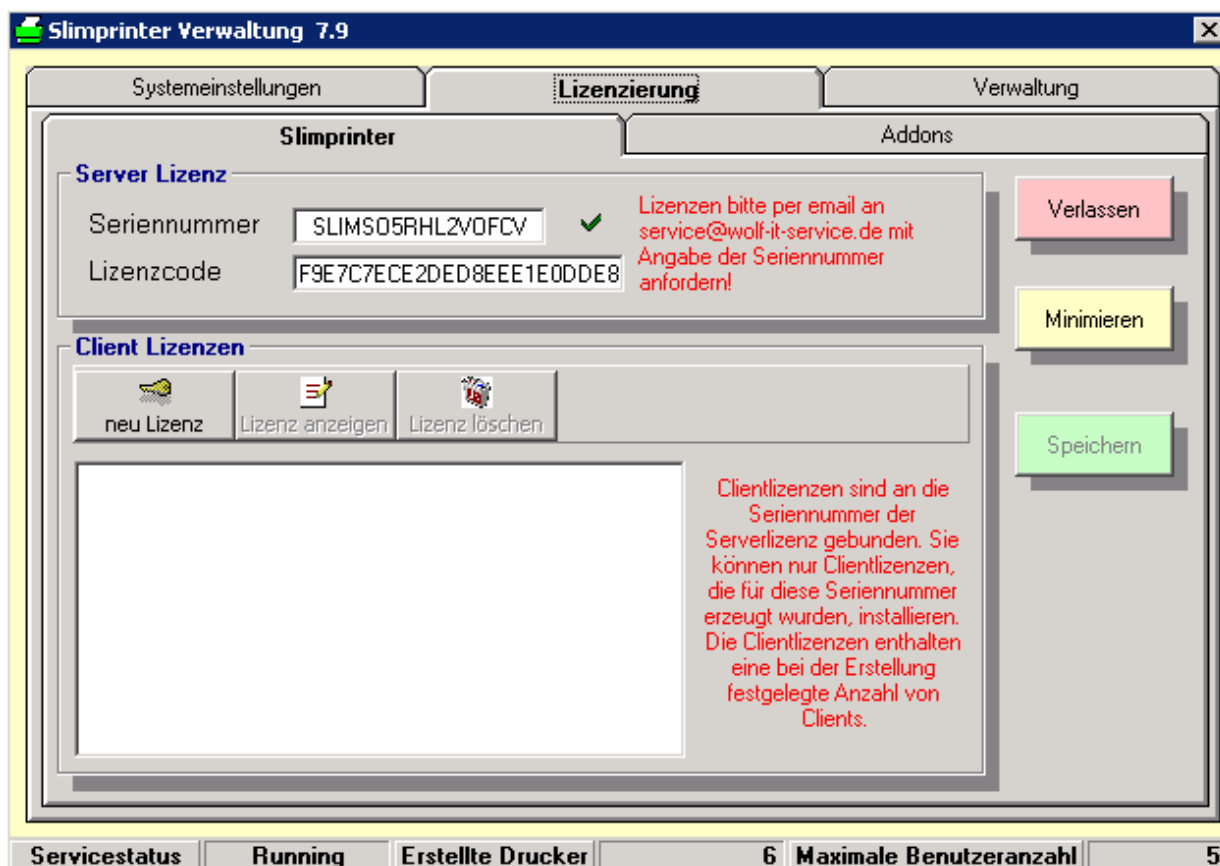 Slimprinter Verwaltung 7.9
Systemeinstellungen
Lizenzierung
Verwaltung
Slimprinter
Addons
Server Lizenz
Seriennummer
SLIMSO5RHL2VOFCV
Lizenzcode
F9E7C7ECE2DED8EEE1E0DDE8
Lizenzen bitte per email an
service@wolf-it-service.de mit
Angabe der Seriennummer
anfordern!
Verlassen
Minimieren
Speichern
Client Lizenzen
neu Lizenz
Lizenz anzeigen
Lizenz löschen
Clientlizenzen sind an die
Seriennummer der
Serverlizenz gebunden. Sie
können nur Clientlizenzen,
die für diese Seriennummer
erzeugt wurden, installieren.
Die Clientlizenzen enthalten
eine bei der Erstellung
festgelegte Anzahl von
Clients.
Servicestatus
Running
Erstellte Drucker
6
Maximale Benutzeranzahl
5